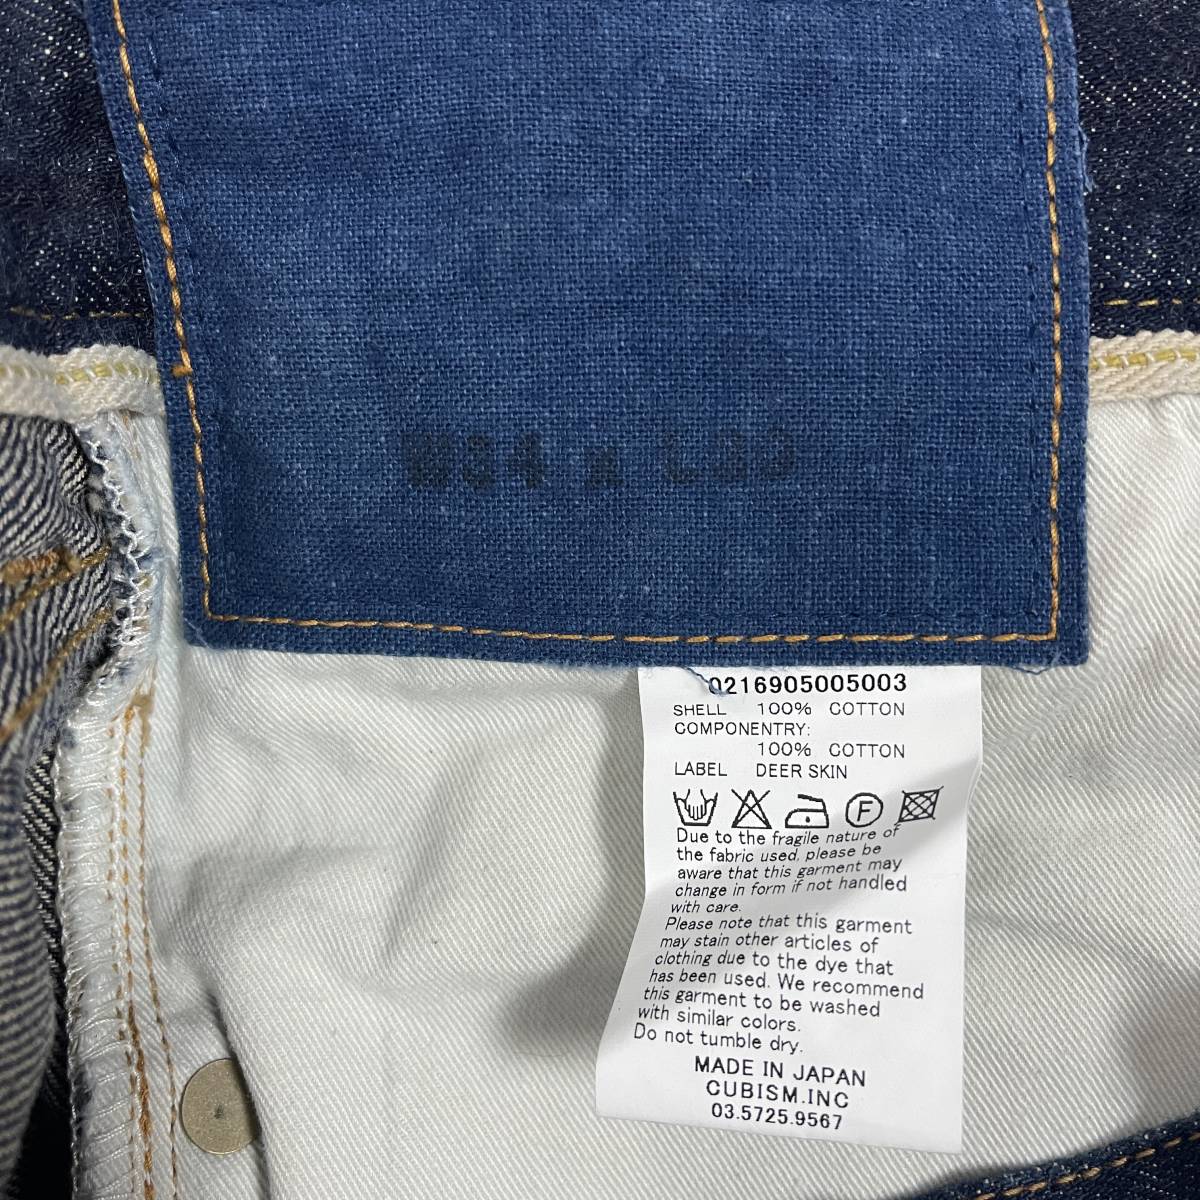 W34 x L33
0216905005003
SHELL 100% COTTON
COMPONENTRY:
100% COTTON
LABEL DEER SKIN
F
Due to the fragile nature of
the fabric used, please be
aware that this garment may
change in form if not handled
with care.
Please note that this garment
may stain other articles of
clothing due to the dye that
has been used. We recommend
this garment to be washed
with similar colors.
Do not tumble dry.
MADE IN JAPAN
CUBISM.INC
03.5725.9567